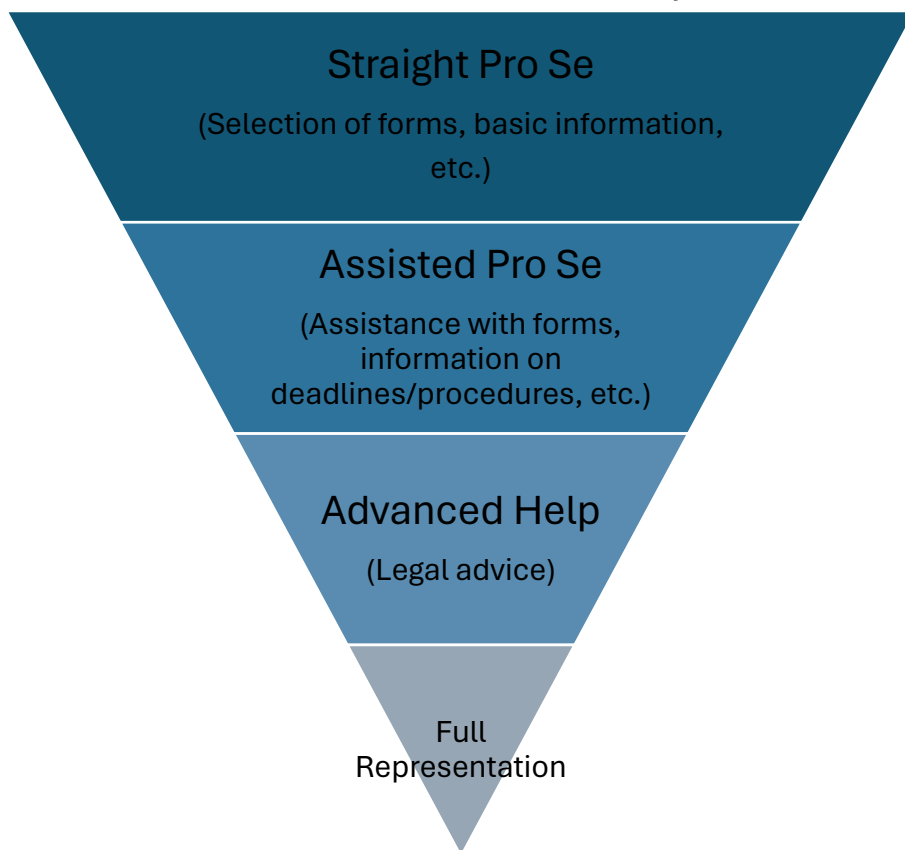 Straight Pro Se
(Selection of forms, basic information,
etc.)
Assisted Pro Se
(Assistance with forms,
information on
deadlines/procedures, etc.)
Advanced Help
(Legal advice)
Full
Representation